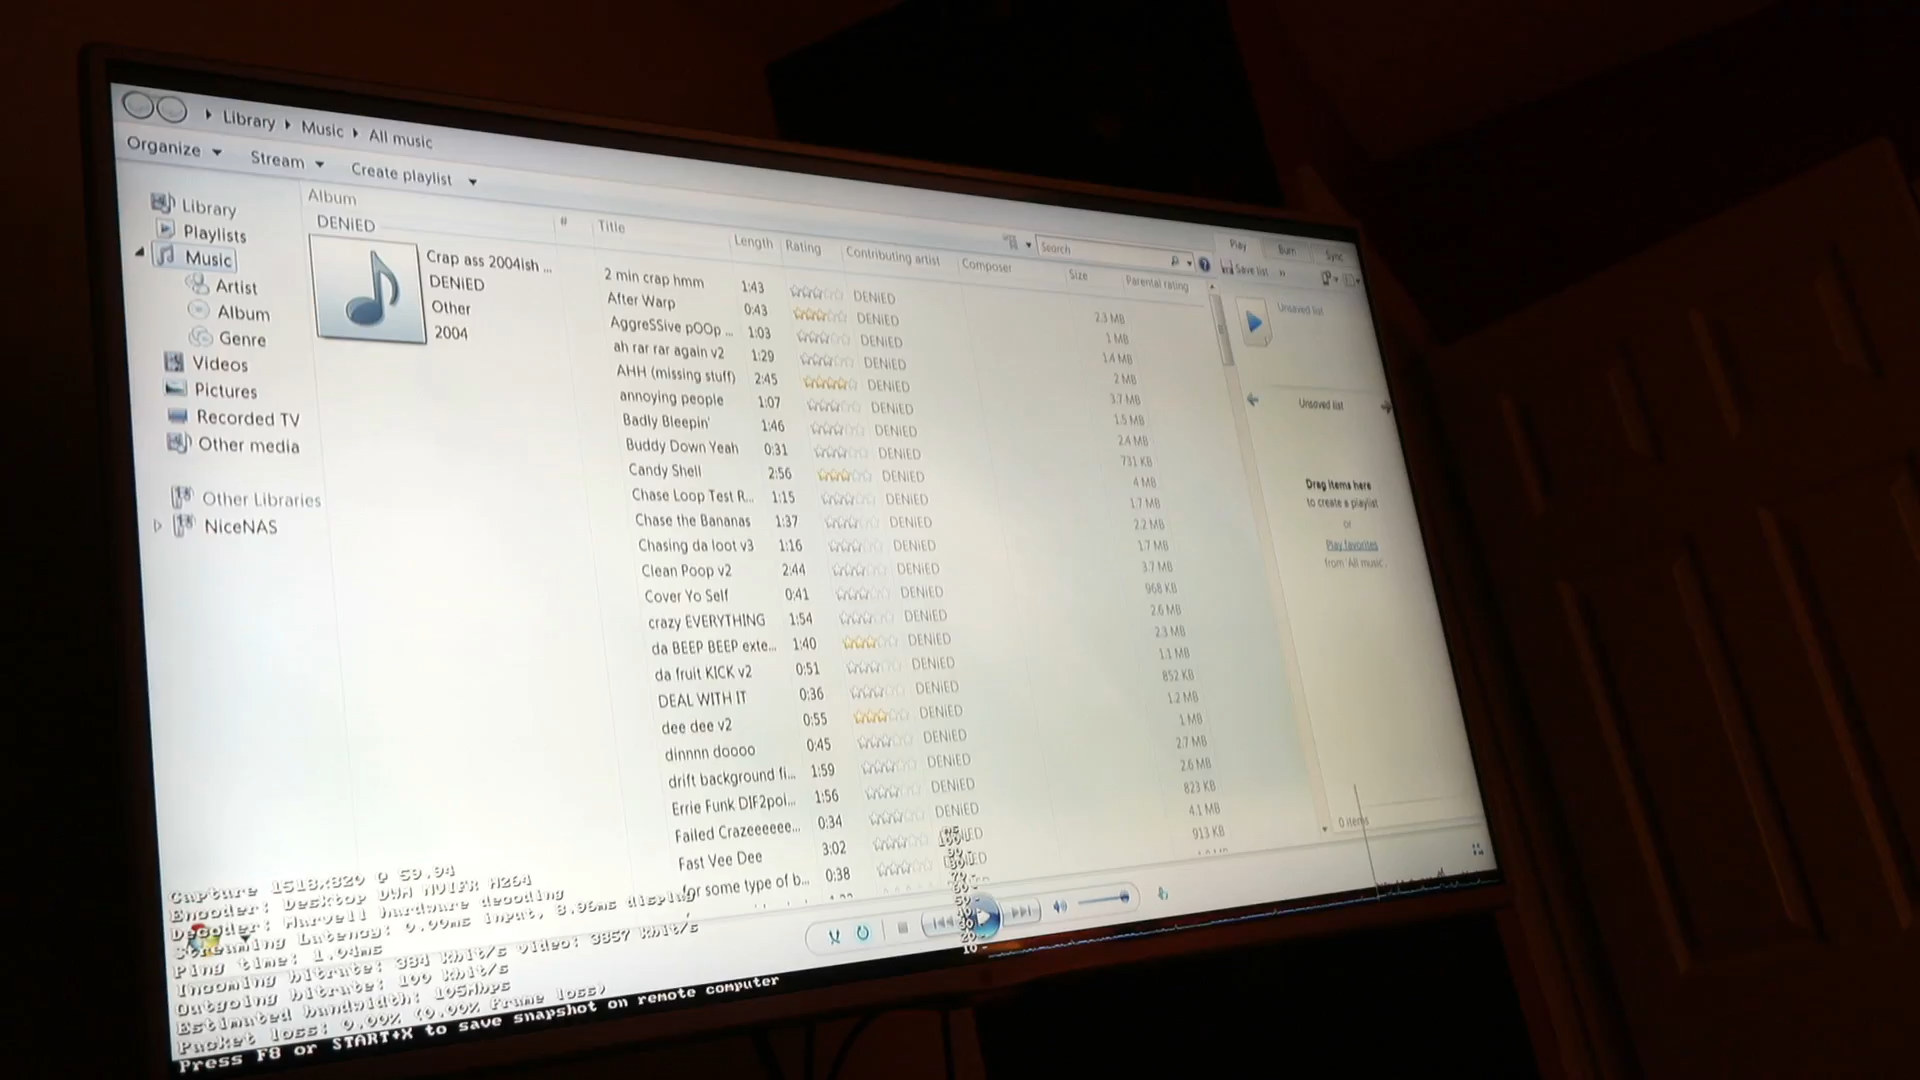 Library ▸ Music ▸ All music
Organize Stream Create playlist
Search
Play Burn Sync
Save list »
Album # Title Length Rating Contributing artist Composer Size Parental rating
Library
Playlists
Music
Artist
Album
Genre
Videos
Pictures
Recorded TV
Other media
Other Libraries
NiceNAS
DENiED
Crap ass 2004ish ...
DENiED
Other
2004
2 min crap hmm 1:43 DENiED 2.3 MB
After Warp 0:43 DENiED 1 MB
AggreSSive pOOp ... 1:03 DENiED 1.4 MB
ah rar rar again v2 1:29 DENiED 2 MB
AHH (missing stuff) 2:45 DENiED 3.7 MB
annoying people 1:07 DENiED 1.5 MB
Badly Bleepin' 1:46 DENiED 2.4 MB
Buddy Down Yeah 0:31 DENiED 731 KB
Candy Shell 2:56 DENiED 4 MB
Chase Loop Test R... 1:15 DENiED 1.7 MB
Chase the Bananas 1:37 DENiED 2.2 MB
Chasing da loot v3 1:16 DENiED 1.7 MB
Clean Poop v2 2:44 DENiED 3.7 MB
Cover Yo Self 0:41 DENiED 968 KB
crazy EVERYTHING 1:54 DENiED 2.6 MB
da BEEP BEEP exte... 1:40 DENiED 2.3 MB
da fruit KICK v2 0:51 DENiED 1.1 MB
DEAL WITH IT 0:36 DENiED 852 KB
dee dee v2 0:55 DENiED 1.2 MB
dinnnn doooo 0:45 DENiED 1 MB
drift background fi... 1:59 DENiED 2.7 MB
Errie Funk DIF2poi... 1:56 DENiED 2.6 MB
Failed Crazeeeeee... 0:34 DENiED 823 KB
Fast Vee Dee 3:02 4.1 MB
for some type of b... 0:38 913 KB
Unsaved list
Unsaved list
Drag items here
to create a playlist
or
Play favorites
from 'All music'.
0 items
Capture 1518x820 @ 59.94
Encoder: Desktop DWM NVIFR H264
Decoder: Marvell hardware decoding
Streaming Latency: 0.00ms input, 8.96ms display
Ping time: 1.04ms
Incoming bitrate: 384 kbit/s video: 3857 kbit/s
Outgoing bitrate: 100 kbit/s
Estimated bandwidth: 105Mbps
Packet loss: 0.00% (0.00% frame loss)
Press F8 or START+X to save snapshot on remote computer